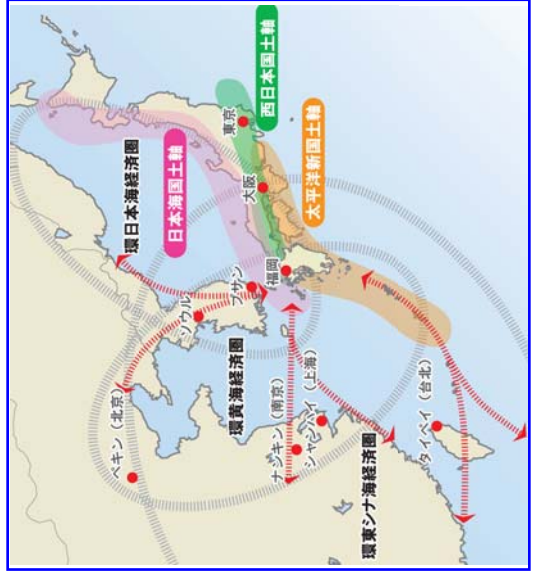 環日本海経済圏
日本海国土軸
西日本国土軸
太平洋新国土軸
東京
大阪
福岡
プサン
ソウル
環黄海経済圏
ペキン（北京）
ナンキン（南京）
シャンハイ（上海）
環東シナ海経済圏
タイペイ（台北）